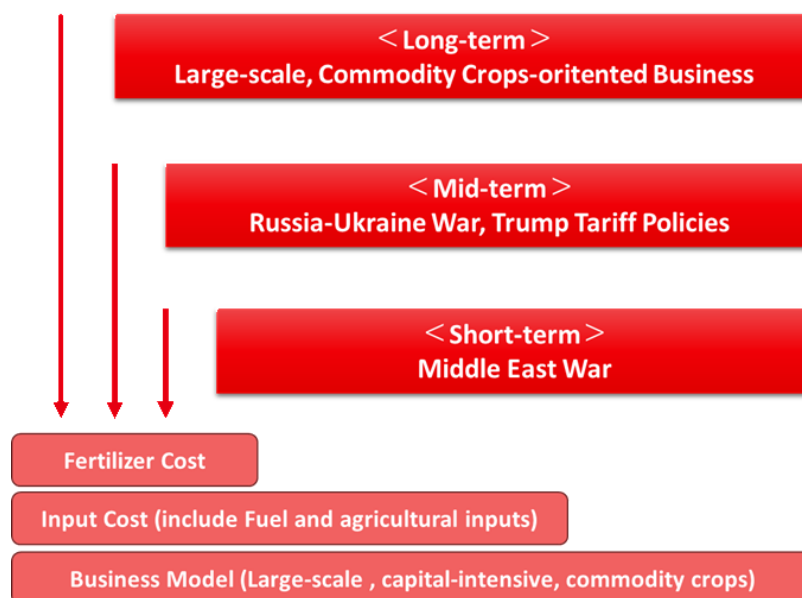 ＜Long-term＞
Large-scale, Commodity Crops-oritented Business
＜Mid-term＞
Russia-Ukraine War, Trump Tariff Policies
＜Short-term＞
Middle East War
Fertilizer Cost
Input Cost (include Fuel and agricultural inputs)
Business Model (Large-scale , capital-intensive, commodity crops)